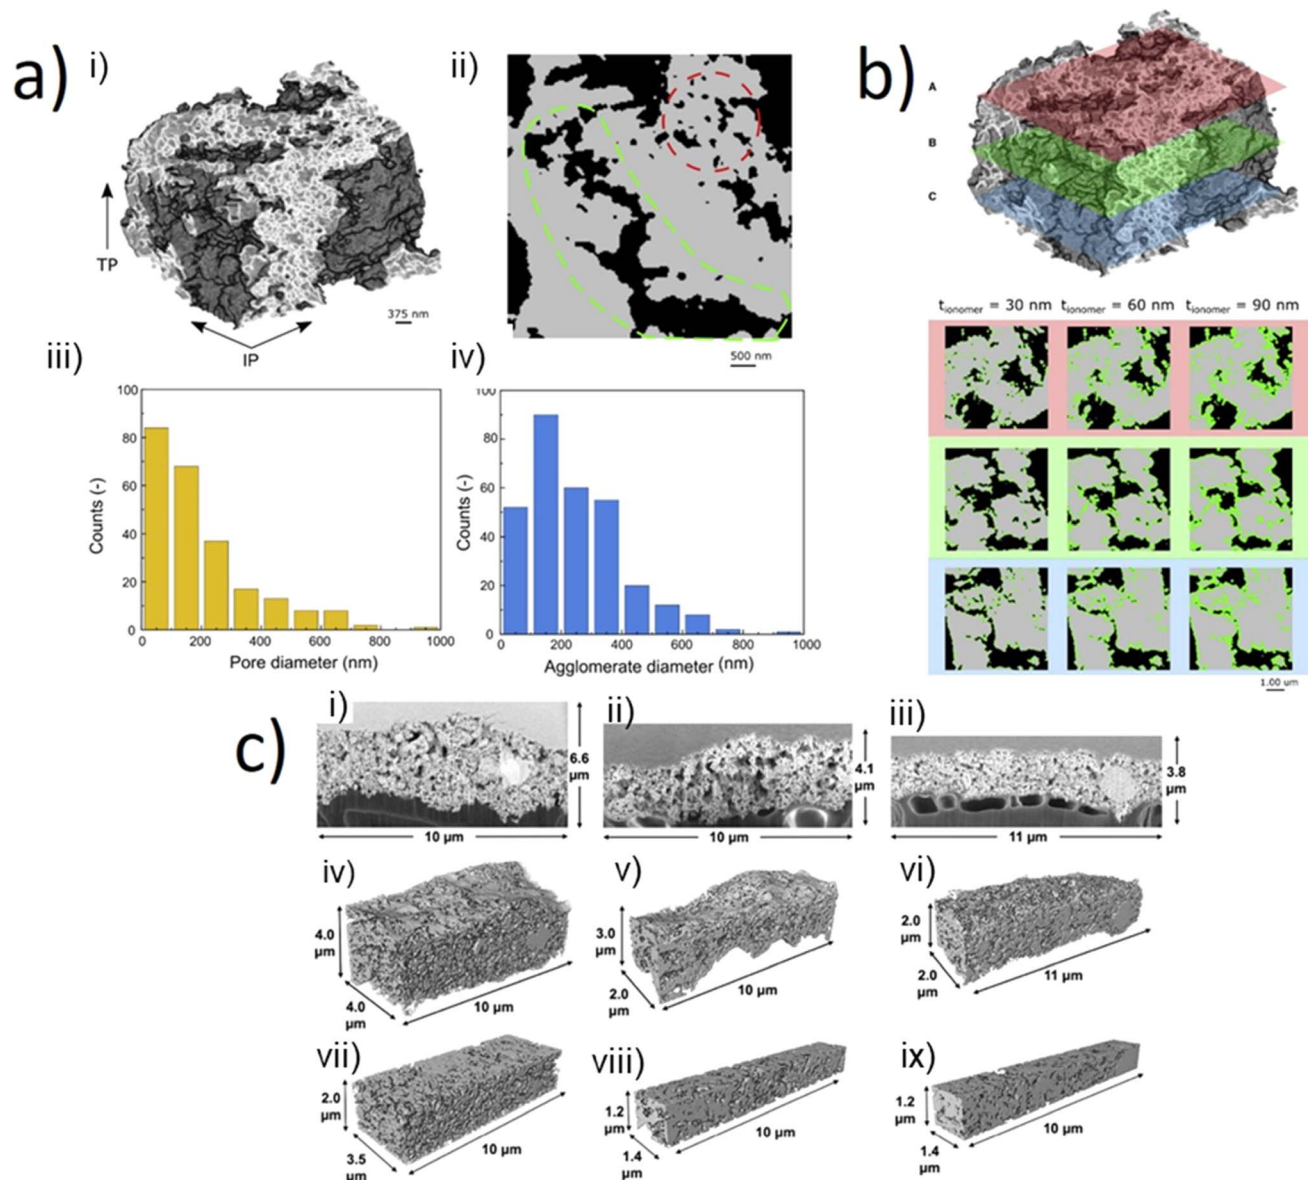 a)
i)
TP
IP
375 nm
ii)
500 nm
iii)
100
80
60
40
20
0
Counts (-)
0 200 400 600 800 1000
Pore diameter (nm)
iv)
100
80
60
40
20
0
Counts (-)
0 200 400 600 800 1000
Agglomerate diameter (nm)
b)
A
B
C
tionomer = 30 nm tionomer = 60 nm tionomer = 90 nm
1.00 um
c)
i)
6.6
μm
10 μm
ii)
4.1
μm
10 μm
iii)
3.8
μm
11 μm
iv)
4.0
μm
4.0
μm
10 μm
v)
3.0
μm
2.0
μm
10 μm
vi)
2.0
μm
2.0
μm
11 μm
vii)
2.0
μm
3.5
μm
10 μm
viii)
1.2
μm
1.4
μm
10 μm
ix)
1.2
μm
1.4
μm
10 μm